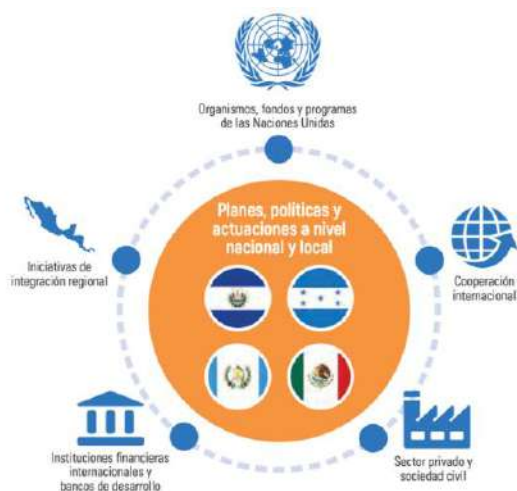 Organismos, fondos y programas
de las Naciones Unidas
Planes, políticas y
actuaciones a nivel
nacional y local
Iniciativas de
integración regional
Cooperación
internacional
Instituciones financieras
internacionales y
bancos de desarrollo
Sector privado y
sociedad civil